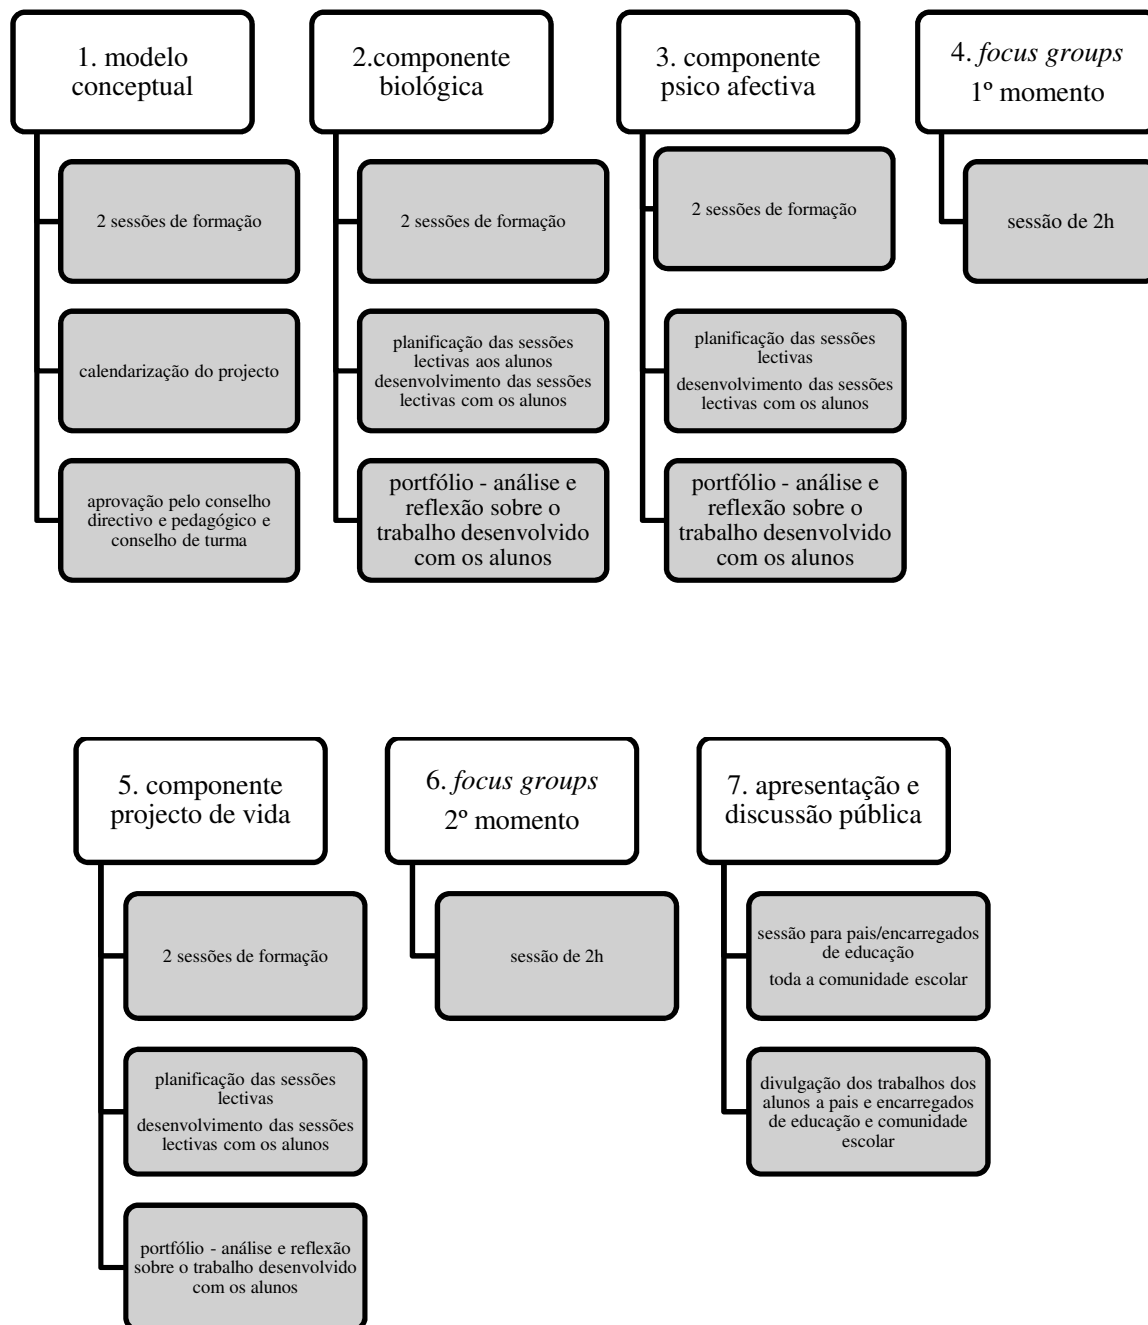 1. modelo
conceptual
2 sessões de formação
calendarização do projecto
aprovação pelo conselho
directivo e pedagógico e
conselho de turma
2.componente
biológica
2 sessões de formação
planificação das sessões
lectivas aos alunos
desenvolvimento das sessões
lectivas com os alunos
portfólio - análise e
reflexão sobre o
trabalho desenvolvido
com os alunos
3. componente
psico afectiva
2 sessões de formação
planificação das sessões
lectivas
desenvolvimento das sessões
lectivas com os alunos
portfólio - análise e
reflexão sobre o
trabalho desenvolvido
com os alunos
4. focus groups
1º momento
sessão de 2h
5. componente
projecto de vida
2 sessões de formação
planificação das sessões
lectivas
desenvolvimento das sessões
lectivas com os alunos
portfólio - análise e reflexão
sobre o trabalho desenvolvido
com os alunos
6. focus groups
2º momento
sessão de 2h
7. apresentação e
discussão pública
sessão para pais/encarregados
de educação
toda a comunidade escolar
divulgação dos trabalhos dos
alunos a pais e encarregados
de educação e comunidade
escolar